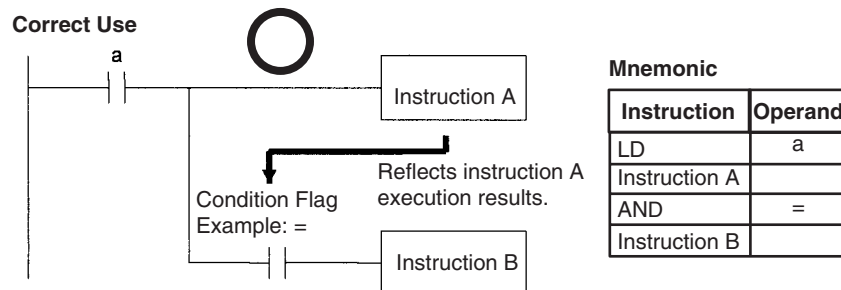 Correct Use
a
Instruction A
Reflects instruction A
execution results.
Condition Flag
Example: =
Instruction B
Mnemonic
Instruction Operand
LD a
Instruction A
AND =
Instruction B